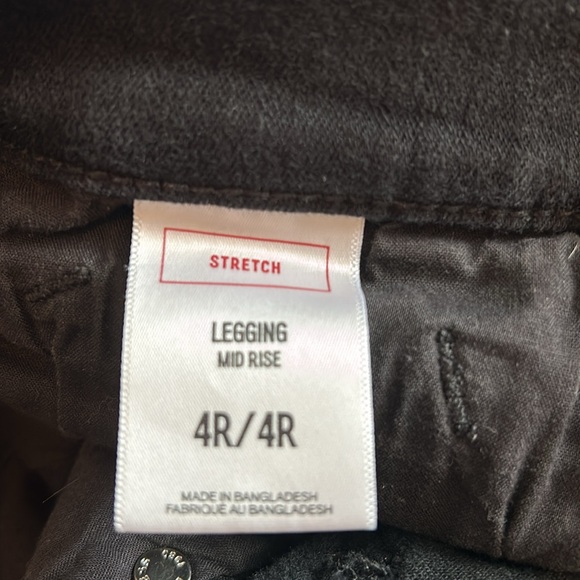 STRETCH
LEGGING
MID RISE
4R/4R
MADE IN BANGLADESH
FABRIQUÉ AU BANGLADESH